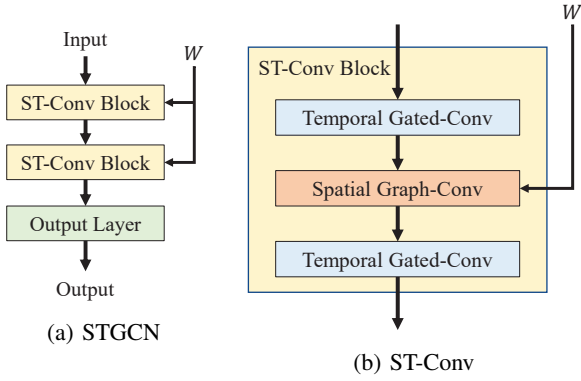 Input
W
ST-Conv Block
ST-Conv Block
Output Layer
Output
(a) STGCN
W
ST-Conv Block
Temporal Gated-Conv
Spatial Graph-Conv
Temporal Gated-Conv
(b) ST-Conv